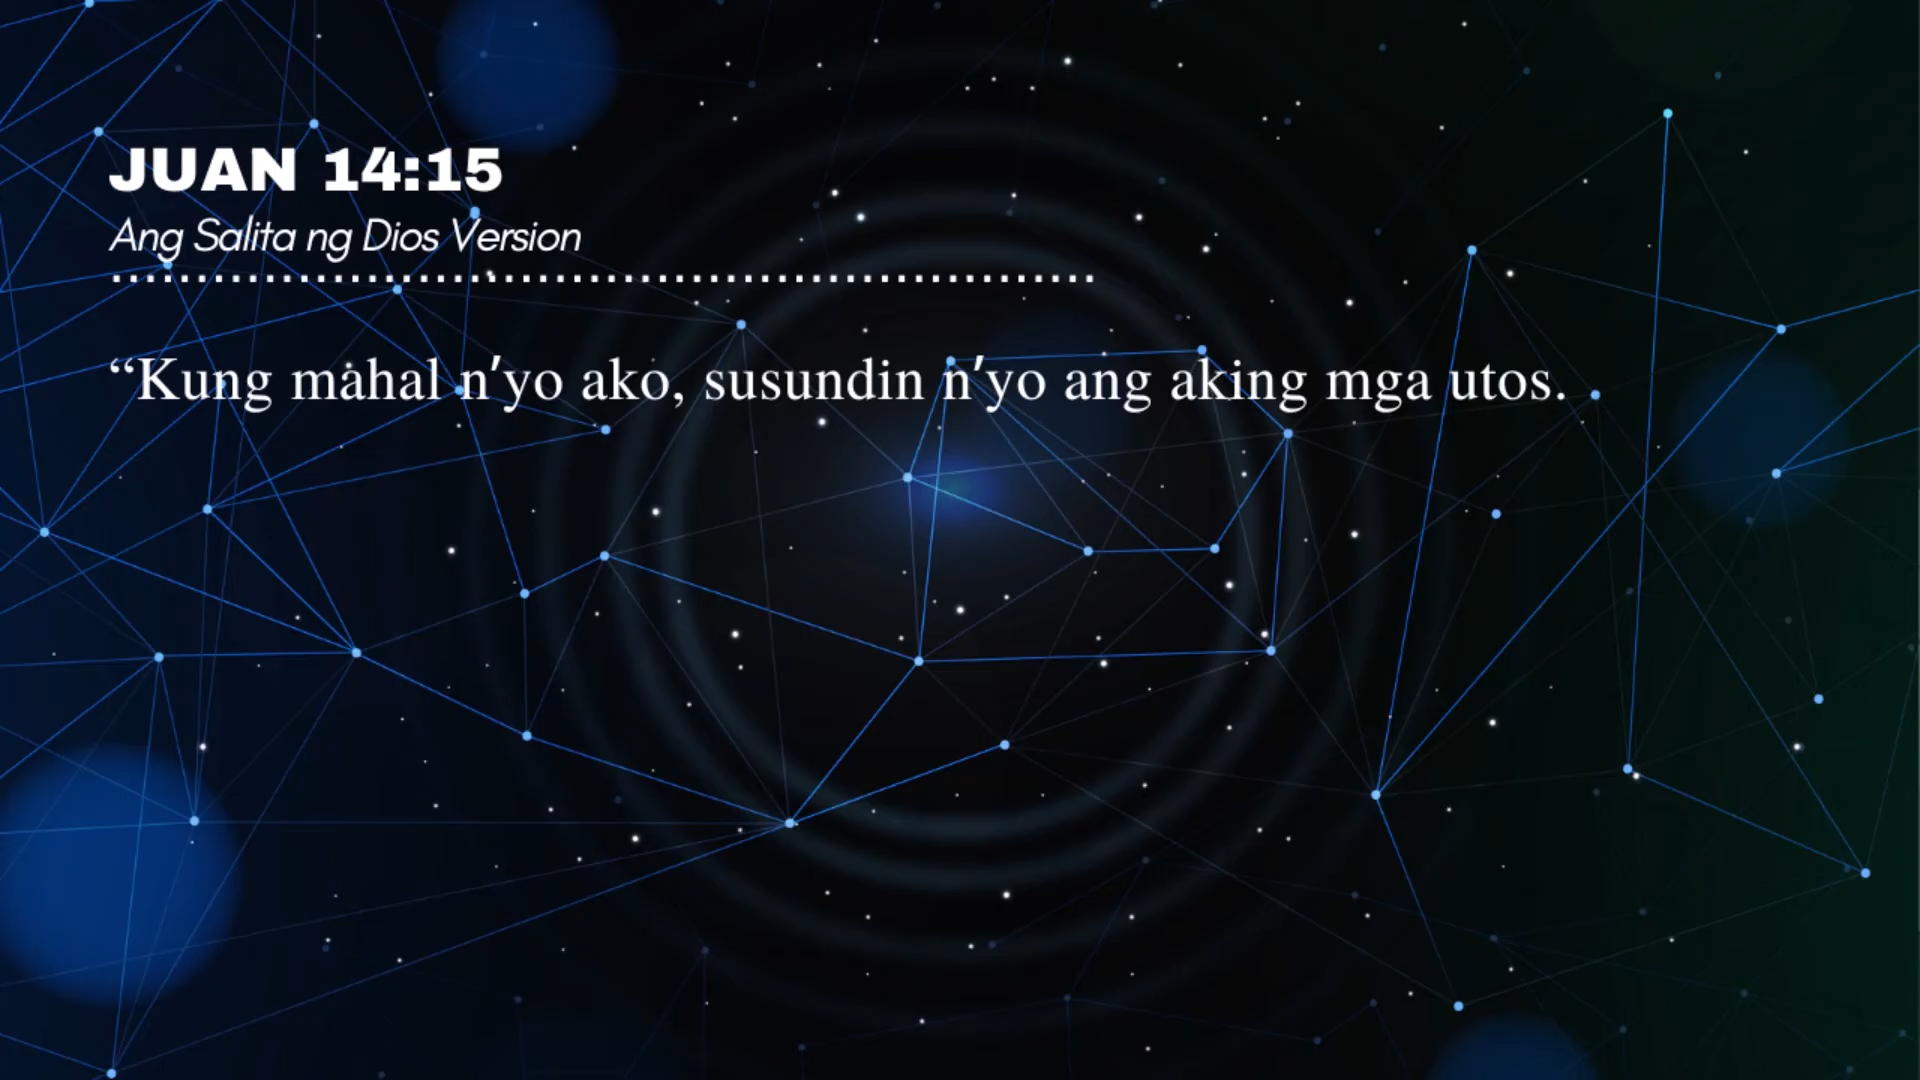 JUAN 14:15
Ang Salita ng Dios Version
“Kung mahal n′yo ako, susundin n′yo ang aking mga utos.